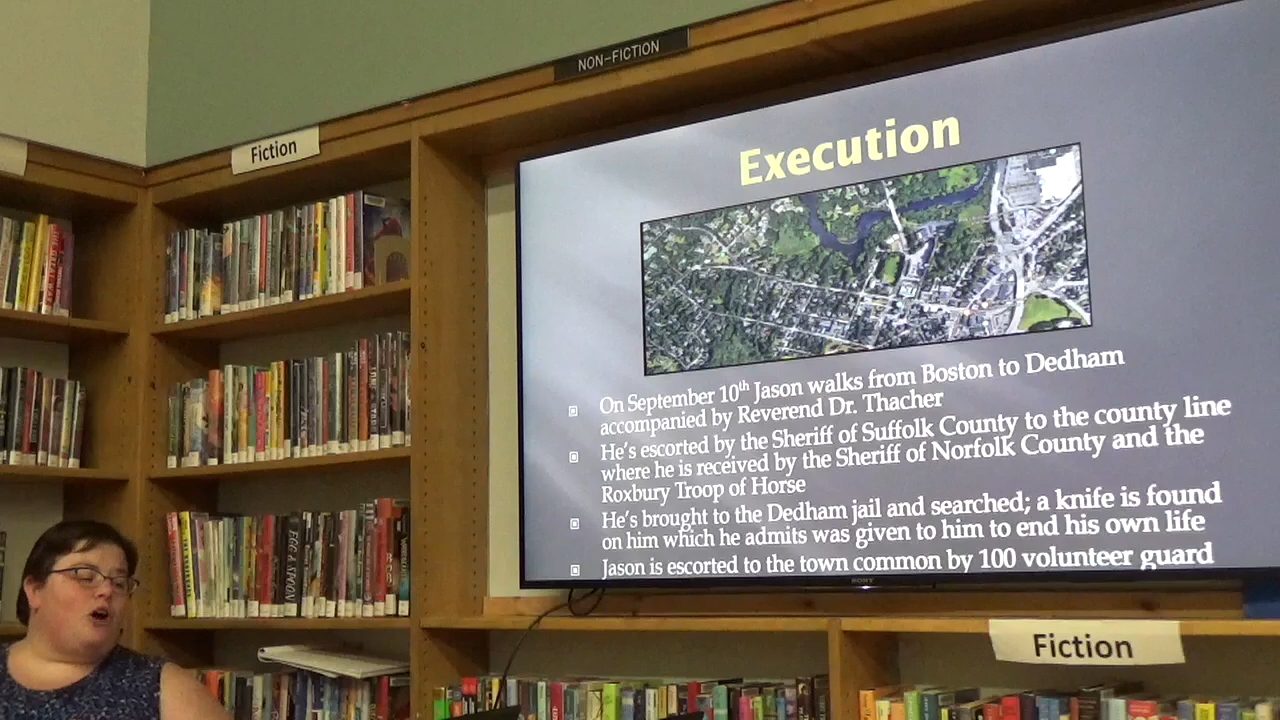 NON-FICTION
Fiction
Execution
On September 10th Jason walks from Boston to Dedham
accompanied by Reverend Dr. Thacher
He's escorted by the Sheriff of Suffolk County to the county line
where he is received by the Sheriff of Norfolk County and the
Roxbury Troop of Horse
He's brought to the Dedham jail and searched; a knife is found
on him which he admits was given to him to end his own life
Jason is escorted to the town common by 100 volunteer guard
SONY
EGG & SPOON
Fiction